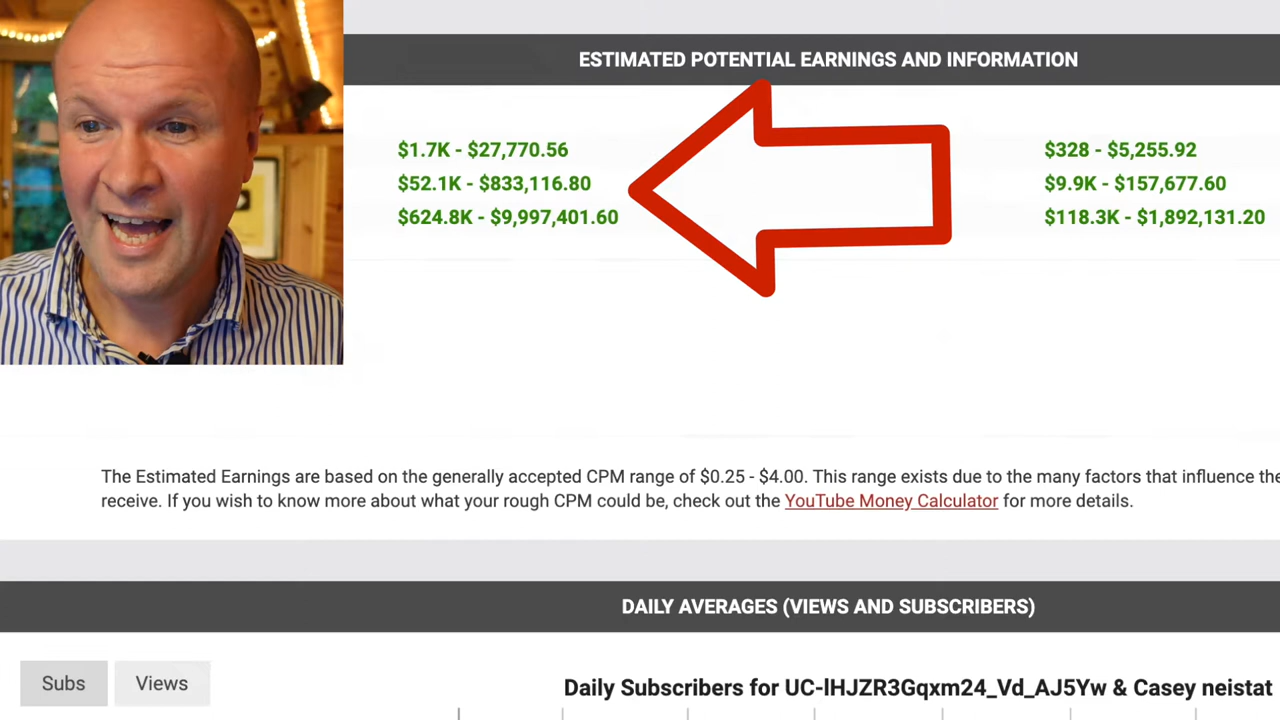 ESTIMATED POTENTIAL EARNINGS AND INFORMATION
$1.7K - $27,770.56
$52.1K - $833,116.80
$624.8K - $9,997,401.60
$328 - $5,255.92
$9.9K - $157,677.60
$118.3K - $1,892,131.20
The Estimated Earnings are based on the generally accepted CPM range of $0.25 - $4.00. This range exists due to the many factors that influence the
receive. If you wish to know more about what your rough CPM could be, check out the YouTube Money Calculator for more details.
DAILY AVERAGES (VIEWS AND SUBSCRIBERS)
Subs
Views
Daily Subscribers for UC-lHJZR3Gqxm24_Vd_AJ5Yw & Casey neistat